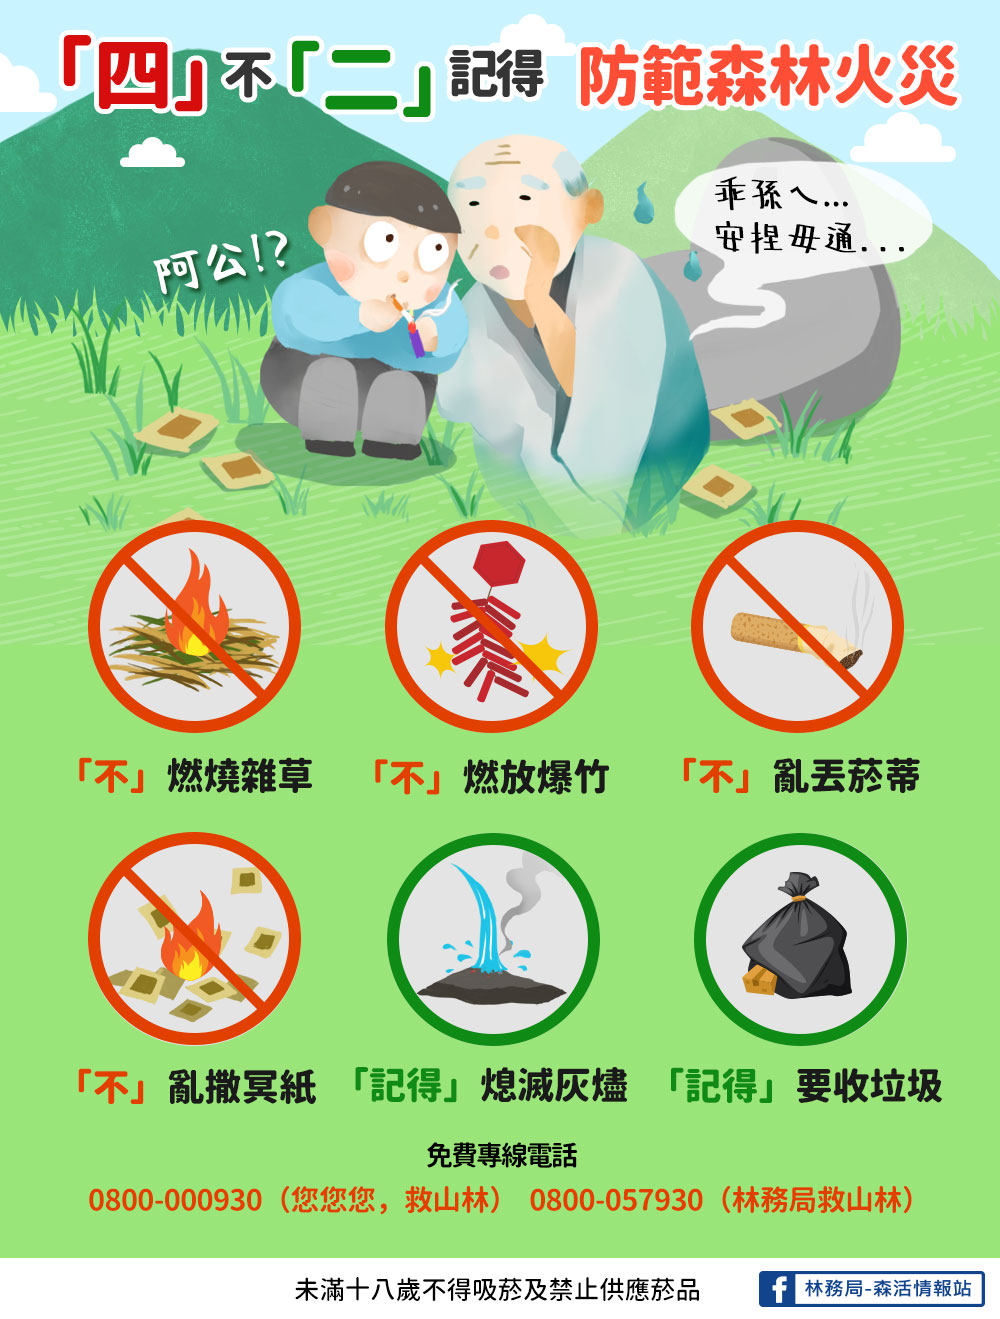 「四」不「二」記得 防範森林火災
乖孫ㄟ...
安捏毋通...
阿公!?
「不」燃燒雜草
「不」燃放爆竹
「不」亂丟菸蒂
「不」亂撒冥紙
「記得」熄滅灰燼
「記得」要收垃圾
免費專線電話
0800-000930（您您您，救山林） 0800-057930（林務局救山林）
未滿十八歲不得吸菸及禁止供應菸品
f 林務局-森活情報站